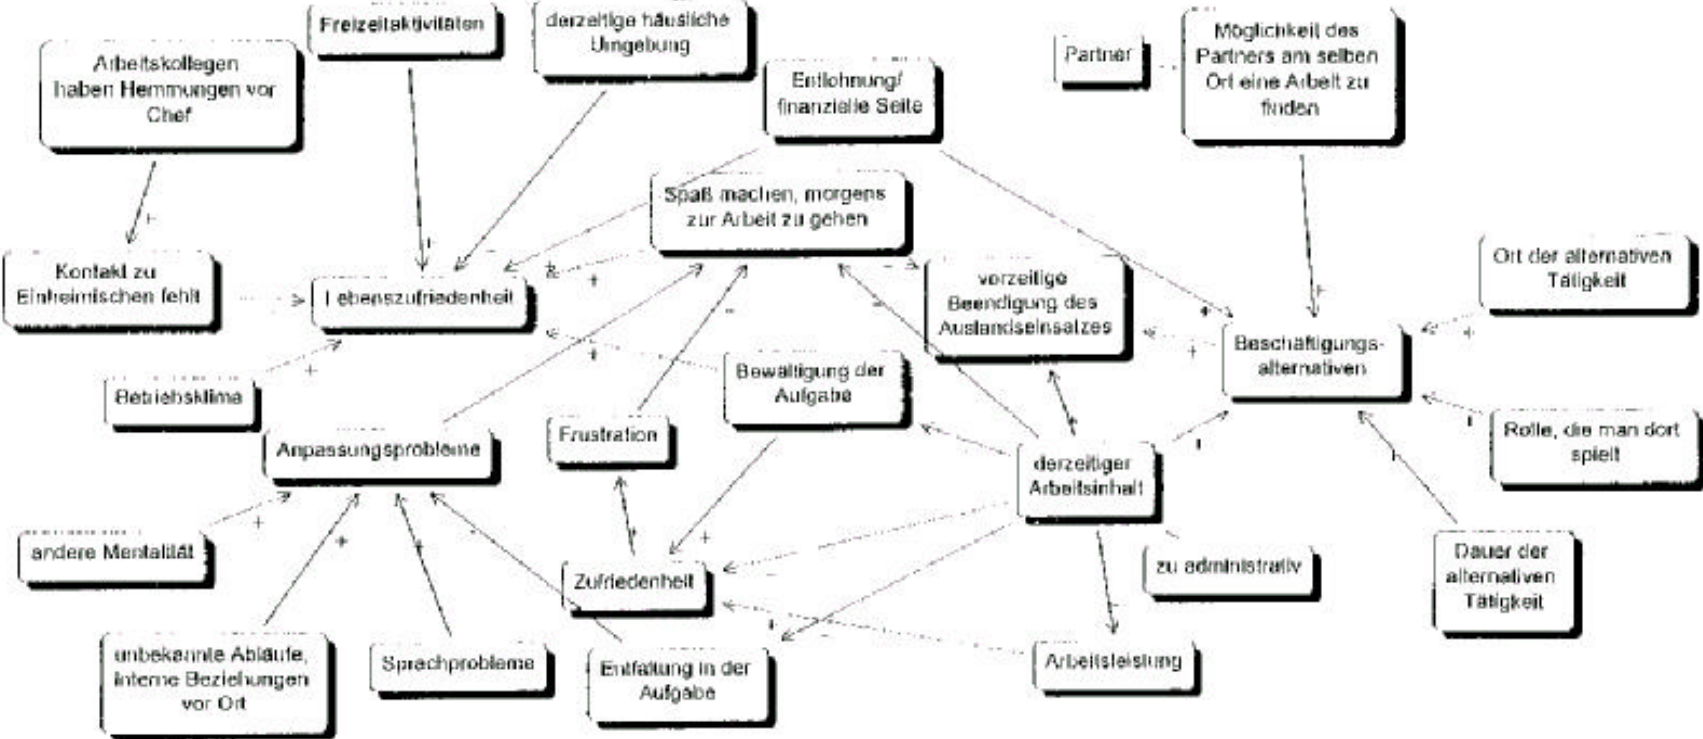 Freizeitaktivitäten
derzeitige häusliche
Umgebung
Arbeitskollegen
haben Hemmungen vor
Chef
Entlohnung/
finanzielle Seite
Partner
Möglichkeit des
Partners am selben
Ort eine Arbeit zu
finden
Spaß machen, morgens
zur Arbeit zu gehen
Kontakt zu
Einheimischen fehlt
Lebenszufriedenheit
vorzeitige
Beendigung des
Auslandseinsatzes
Ort der alternativen
Tätigkeit
Beschäftigungs-
alternativen
Betriebsklima
Bewältigung der
Aufgabe
Anpassungsprobleme
Frustration
derzeitiger
Arbeitsinhalt
Rolle, die man dort
spielt
andere Mentalität
Zufriedenheit
zu administrativ
Dauer der
alternativen
Tätigkeit
unbekannte Abläufe,
interne Beziehungen
vor Ort
Sprachprobleme
Entfaltung in der
Aufgabe
Arbeitsleistung